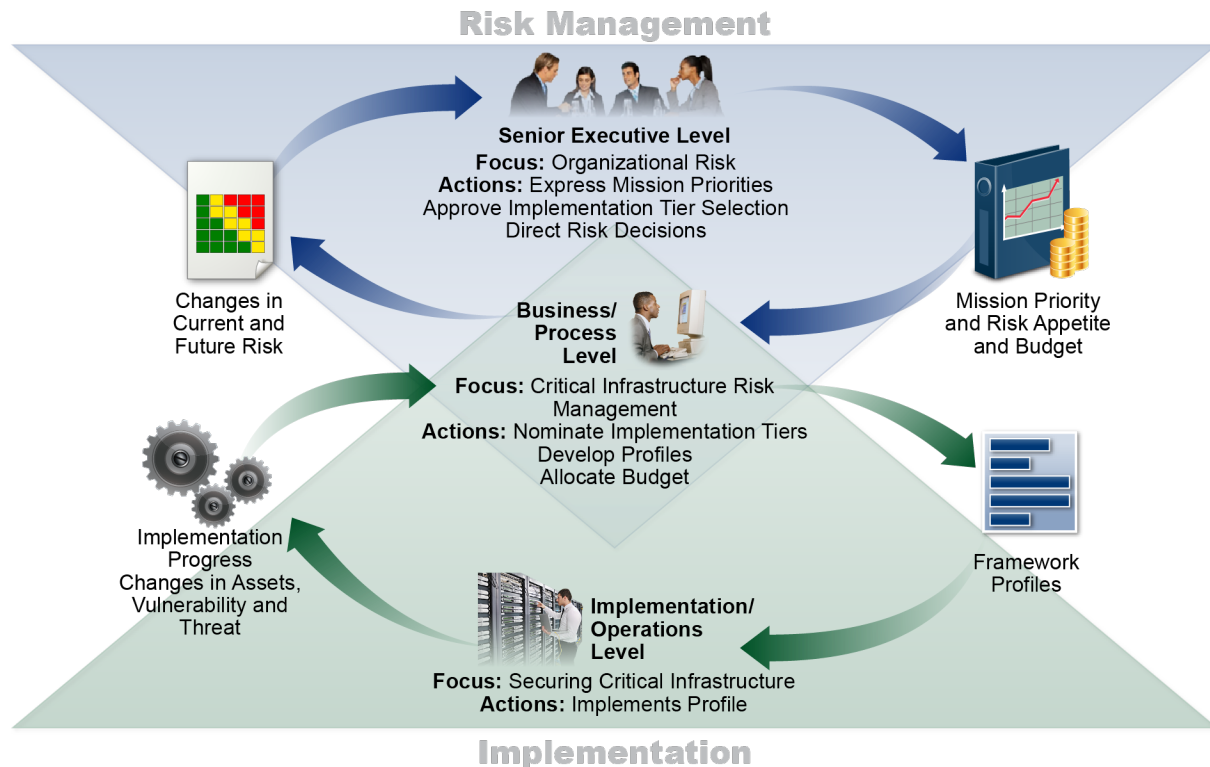 Risk Management
Senior Executive Level
Focus: Organizational Risk
Actions: Express Mission Priorities
Approve Implementation Tier Selection
Direct Risk Decisions
Changes in
Current and
Future Risk
Mission Priority
and Risk Appetite
and Budget
Business/
Process
Level
Focus: Critical Infrastructure Risk
Management
Actions: Nominate Implementation Tiers
Develop Profiles
Allocate Budget
Implementation
Progress
Changes in Assets,
Vulnerability and
Threat
Framework
Profiles
Implementation/
Operations
Level
Focus: Securing Critical Infrastructure
Actions: Implements Profile
Implementation